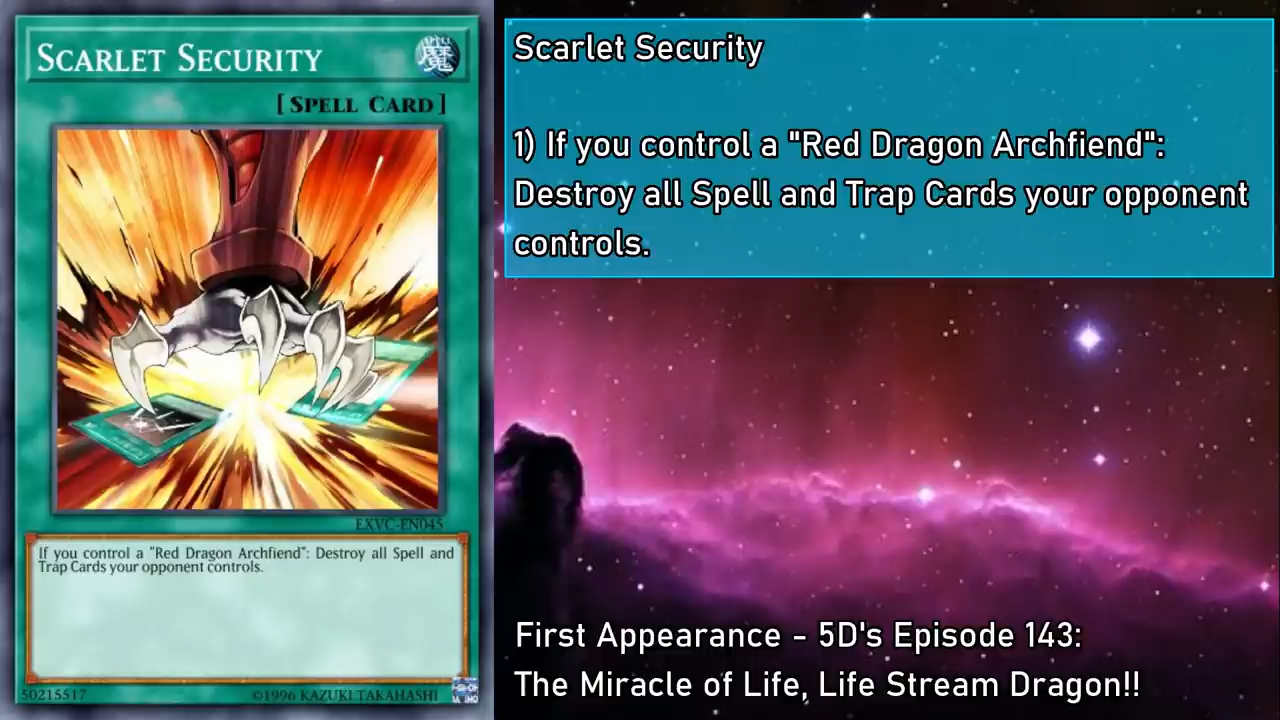 Scarlet Security
魔
[Spell Card]
EXVC-EN045
If you control a "Red Dragon Archfiend": Destroy all Spell and
Trap Cards your opponent controls.
50215517
©1996 KAZUKI TAKAHASHI
Scarlet Security
1) If you control a "Red Dragon Archfiend":
Destroy all Spell and Trap Cards your opponent
controls.
First Appearance - 5D's Episode 143:
The Miracle of Life, Life Stream Dragon!!